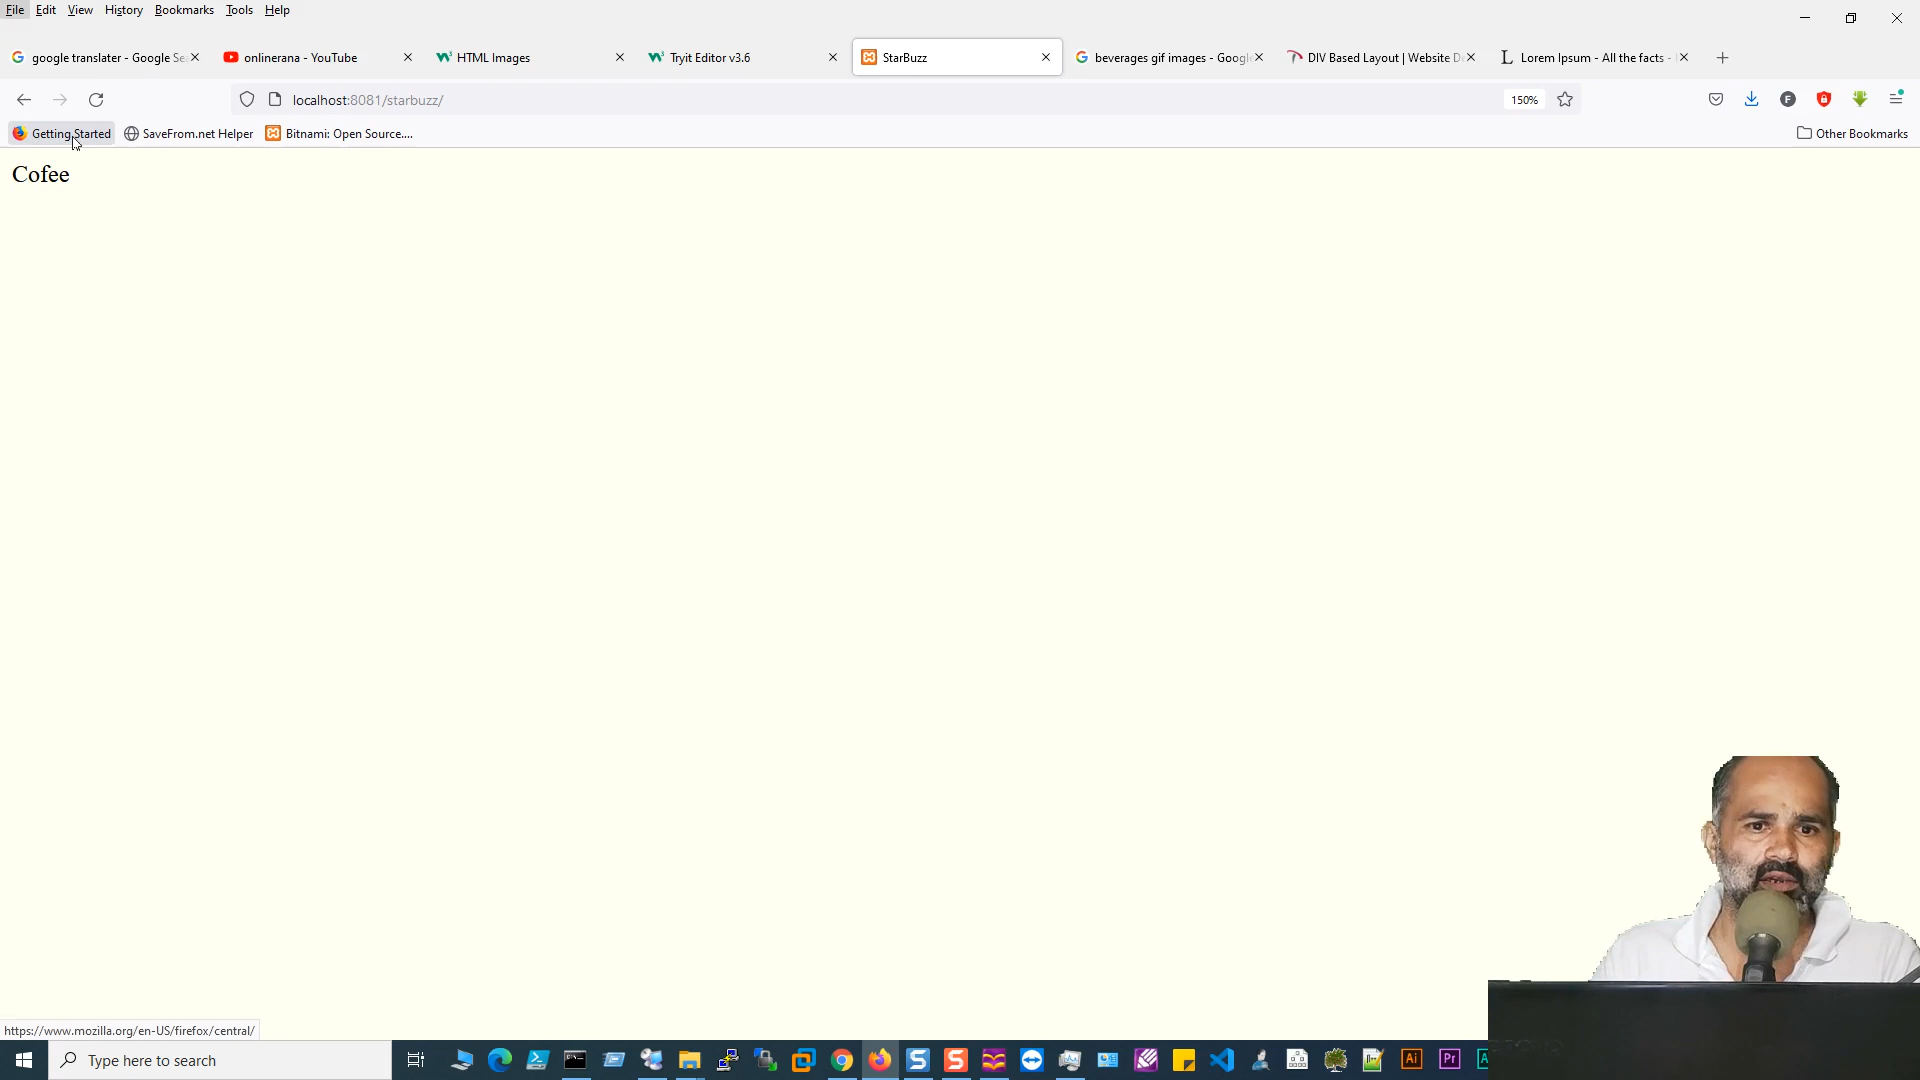 File Edit View History Bookmarks Tools Help
google translater - Google Se
onlinerana - YouTube
HTML Images
Tryit Editor v3.6
StarBuzz
beverages gif images - Googl
DIV Based Layout | Website D
Lorem Ipsum - All the facts -
localhost:8081/starbuzz/
150%
Getting Started
SaveFrom.net Helper
Bitnami: Open Source....
Other Bookmarks
Cofee
https://www.mozilla.org/en-US/firefox/central/
Type here to search